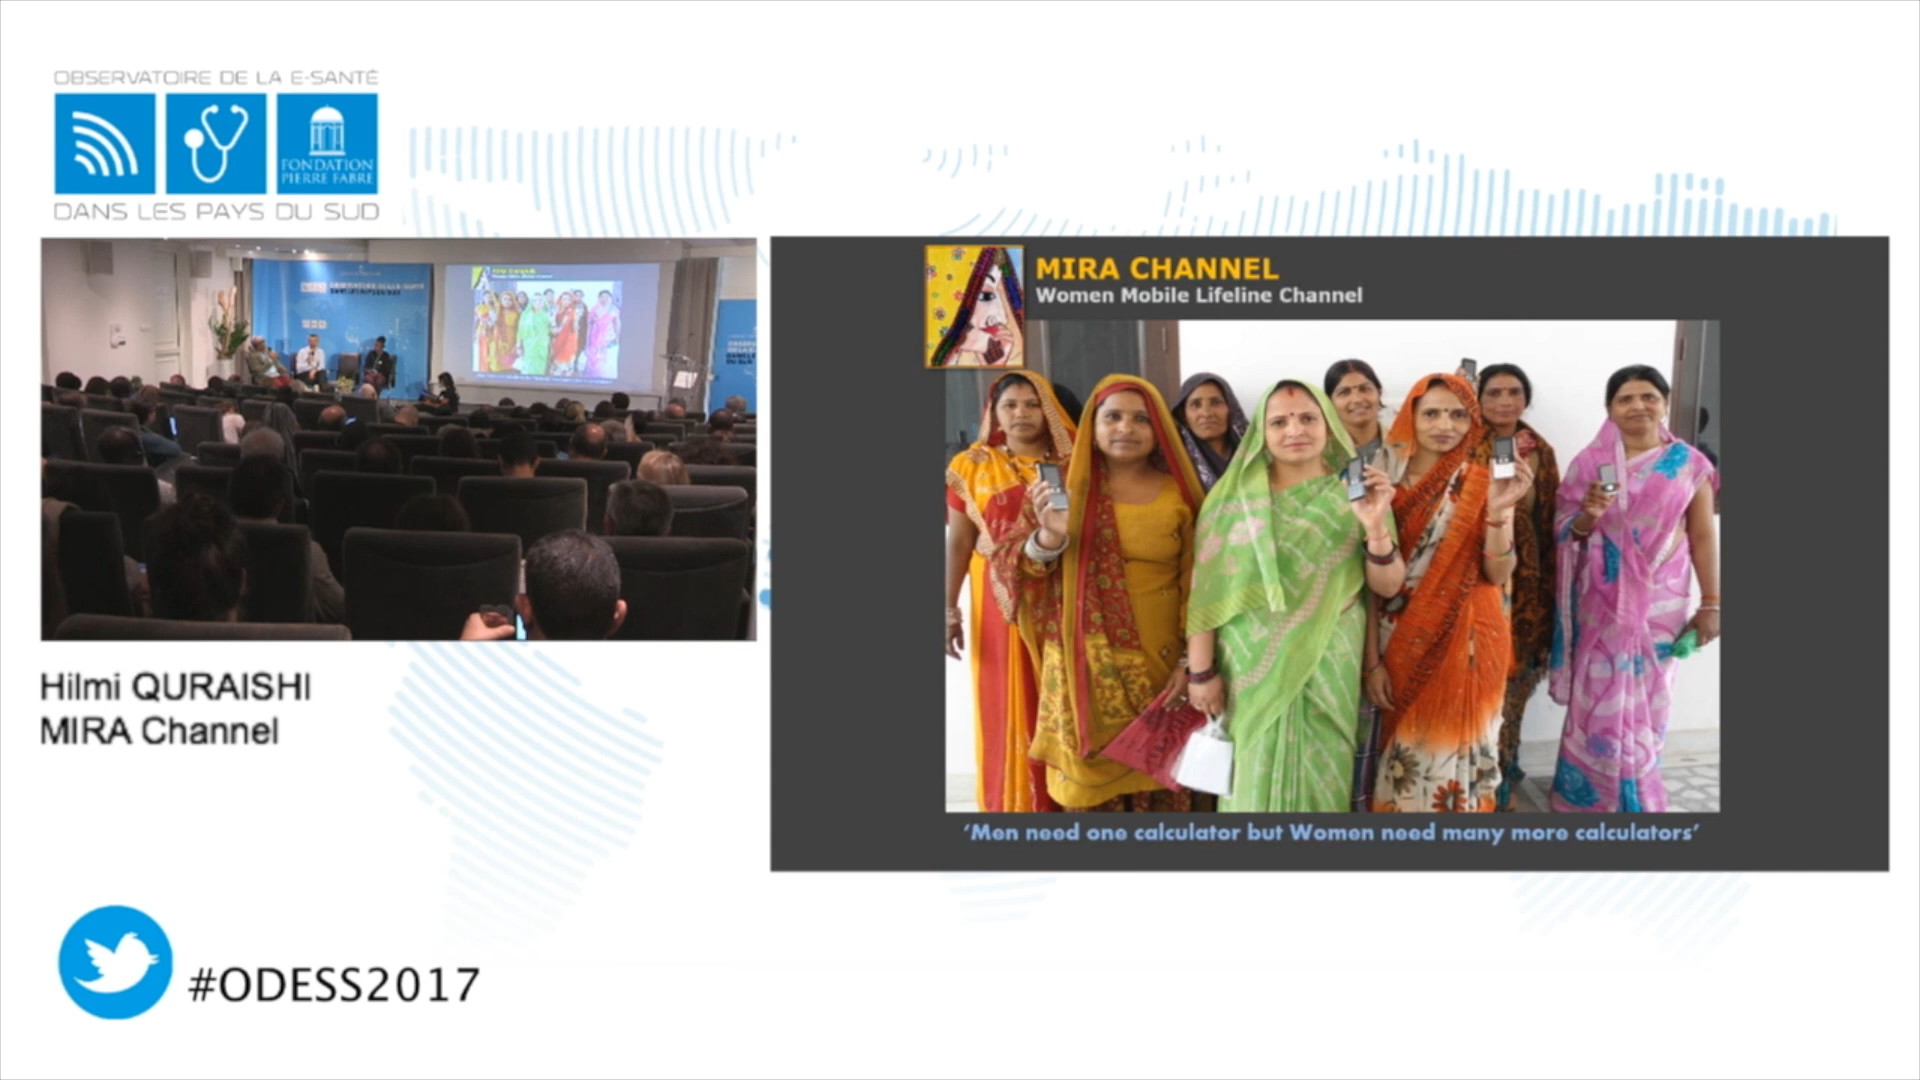 OBSERVATOIRE DE LA E-SANTÉ
FONDATION
PIERRE FABRE
DANS LES PAYS DU SUD
MIRA CHANNEL
Women Mobile Lifeline Channel
'Men need one calculator but Women need many more calculators'
Hilmi QURAISHI
MIRA Channel
#ODESS2017